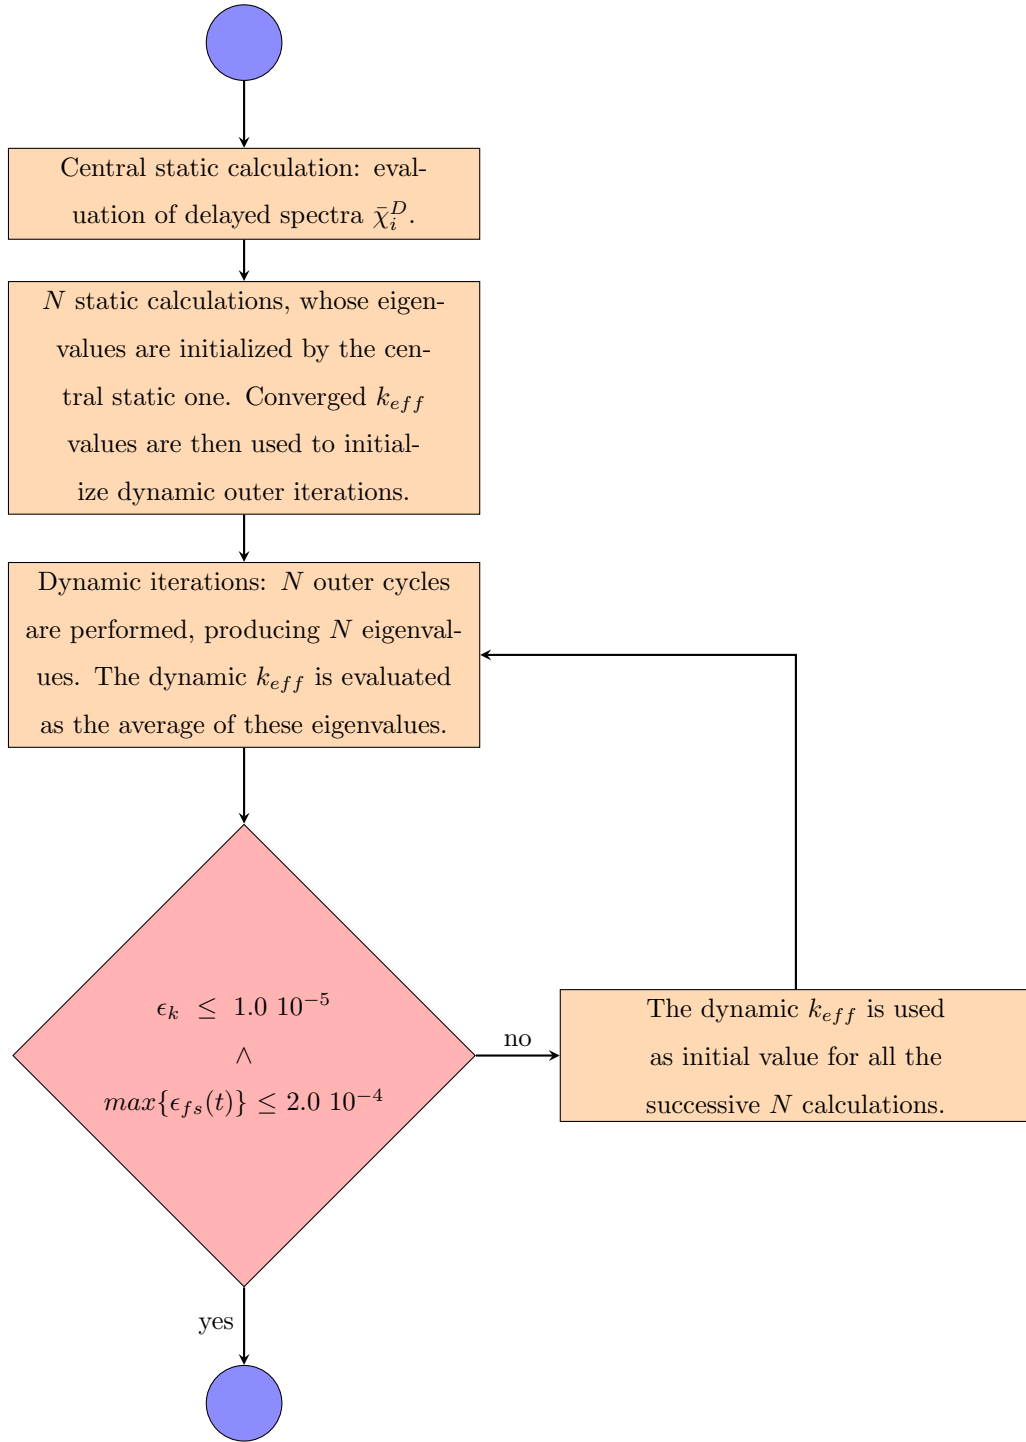 Central static calculation: eval-
uation of delayed spectra $\bar{\chi}_i^D$.
$N$ static calculations, whose eigen-
values are initialized by the cen-
tral static one. Converged $k_{eff}$
values are then used to initial-
ize dynamic outer iterations.
Dynamic iterations: $N$ outer cycles
are performed, producing $N$ eigenval-
ues. The dynamic $k_{eff}$ is evaluated
as the average of these eigenvalues.
$\epsilon_k \leq 1.0 \ 10^{-5}$
$\wedge$
$max\{\epsilon_{fs}(t)\} \leq 2.0 \ 10^{-4}$
no
The dynamic $k_{eff}$ is used
as initial value for all the
successive $N$ calculations.
yes